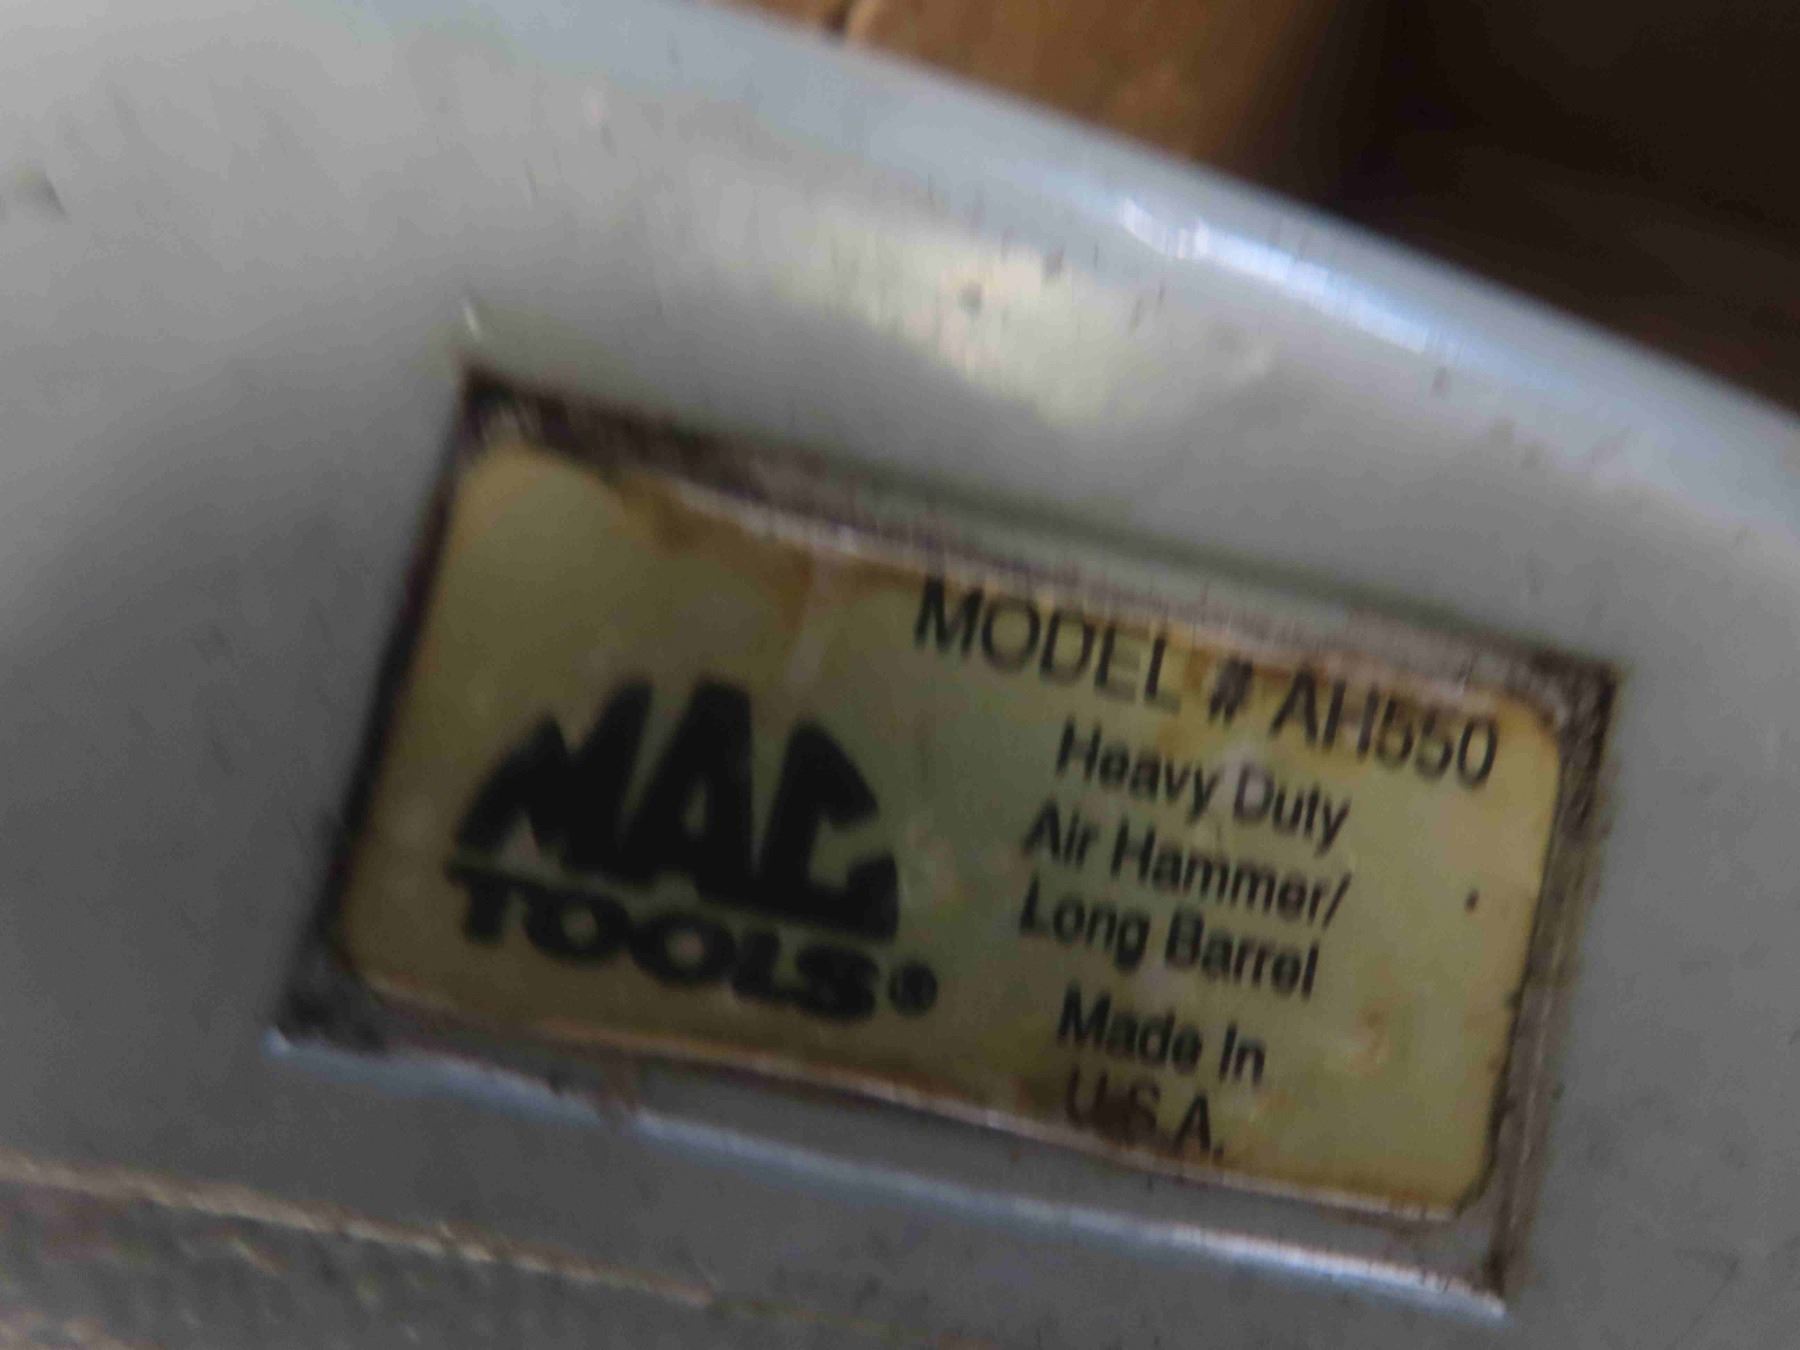 MAC
TOOLS®
MODEL # AH550
Heavy Duty
Air Hammer/
Long Barrel
Made In
U.S.A.